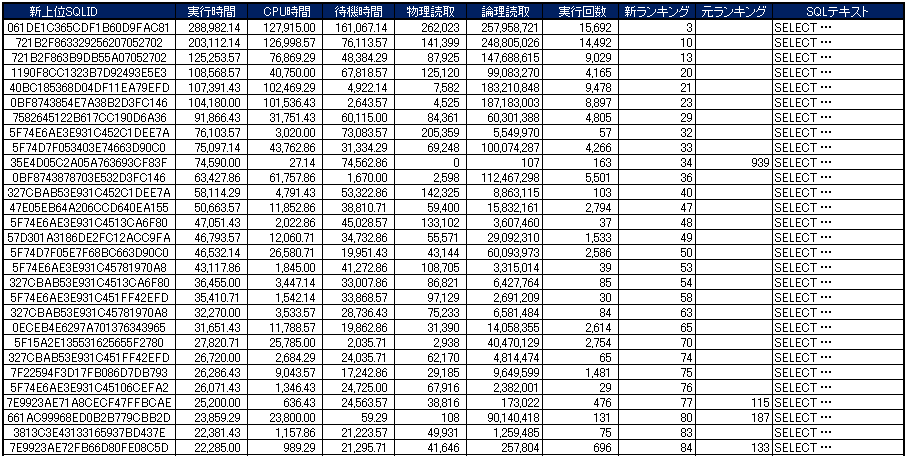 新上位SQLID 実行時間 CPU時間 待機時間 物理読取 論理読取 実行回数 新ランキング 元ランキング SQLテキスト
061DE1C365CDF1B60D9FAC81 288,982.14 127,915.00 161,067.14 262,023 257,958,721 15,692 3 SELECT …
721B2F863329256207052702 203,112.14 126,998.57 76,113.57 141,399 248,805,026 14,492 10 SELECT …
721B2F863B9DB55A07052702 125,253.57 76,869.29 48,384.29 87,925 147,688,615 9,029 13 SELECT …
1190F8CC1323B7D92493E5E3 108,568.57 40,750.00 67,818.57 125,120 99,083,270 4,165 20 SELECT …
40BC185368D04DF11EA79EFD 107,391.43 102,469.29 4,922.14 7,582 183,210,848 9,478 21 SELECT …
0BF8743854E7A38B2D3FC146 104,180.00 101,536.43 2,643.57 4,525 187,183,003 8,897 23 SELECT …
7582645122B617CC190D6A36 91,866.43 31,751.43 60,115.00 84,361 60,301,388 4,805 29 SELECT …
5F74E6AE3E931C452C1DEE7A 76,103.57 3,020.00 73,083.57 205,359 5,549,970 57 32 SELECT …
5F74D7F053403E74663D90C0 75,097.14 43,762.86 31,334.29 69,248 100,074,287 4,266 33 SELECT …
35E4D05C2A05A763693CF83F 74,590.00 27.14 74,562.86 0 107 163 34 939 SELECT …
0BF8743878703E532D3FC146 63,427.86 61,757.86 1,670.00 2,598 112,467,298 5,501 36 SELECT …
327CBAB53E931C452C1DEE7A 58,114.29 4,791.43 53,322.86 142,325 8,863,115 103 40 SELECT …
47E05EB64A206CCD640EA155 50,663.57 11,852.86 38,810.71 59,400 15,832,161 2,794 47 SELECT …
5F74E6AE3E931C4513CA6F80 47,051.43 2,022.86 45,028.57 133,102 3,607,460 37 48 SELECT …
57D301A3186DE2FC12ACC9FA 46,793.57 12,060.71 34,732.86 55,571 29,092,310 1,533 49 SELECT …
5F74D7F05E7F68BC663D90C0 46,532.14 26,580.71 19,951.43 43,144 60,093,973 2,586 50 SELECT …
5F74E6AE3E931C45781970A8 43,117.86 1,845.00 41,272.86 108,705 3,315,014 39 53 SELECT …
327CBAB53E931C4513CA6F80 36,455.00 3,447.14 33,007.86 86,821 6,427,764 85 54 SELECT …
5F74E6AE3E931C451FF42EFD 35,410.71 1,542.14 33,868.57 97,129 2,691,209 30 58 SELECT …
327CBAB53E931C45781970A8 32,270.00 3,533.57 28,736.43 75,233 6,581,484 84 63 SELECT …
0ECEB4E6297A701376343965 31,651.43 11,788.57 19,862.86 31,390 14,058,355 2,614 65 SELECT …
5F15A2E135531625655F2780 27,820.71 25,785.00 2,035.71 2,938 40,470,129 2,754 70 SELECT …
327CBAB53E931C451FF42EFD 26,720.00 2,684.29 24,035.71 62,170 4,814,474 65 74 SELECT …
7F22594F3D17FB086D7DB793 26,286.43 9,043.57 17,242.86 29,185 9,649,599 1,481 75 SELECT …
5F74E6AE3E931C45106CEFA2 26,071.43 1,346.43 24,725.00 67,916 2,382,001 29 76 SELECT …
7E9923AE71A8CECF47FFBCAE 25,200.00 636.43 24,563.57 38,816 173,022 476 77 115 SELECT …
661AC99968ED0B2B779CBB2D 23,859.29 23,800.00 59.29 108 90,140,418 131 80 187 SELECT …
3813C3E43133165937BD437E 22,381.43 1,157.86 21,223.57 49,931 1,259,485 75 83 SELECT …
7E9923AE72FB66D80FE08C5D 22,285.00 989.29 21,295.71 41,646 257,804 696 84 133 SELECT …